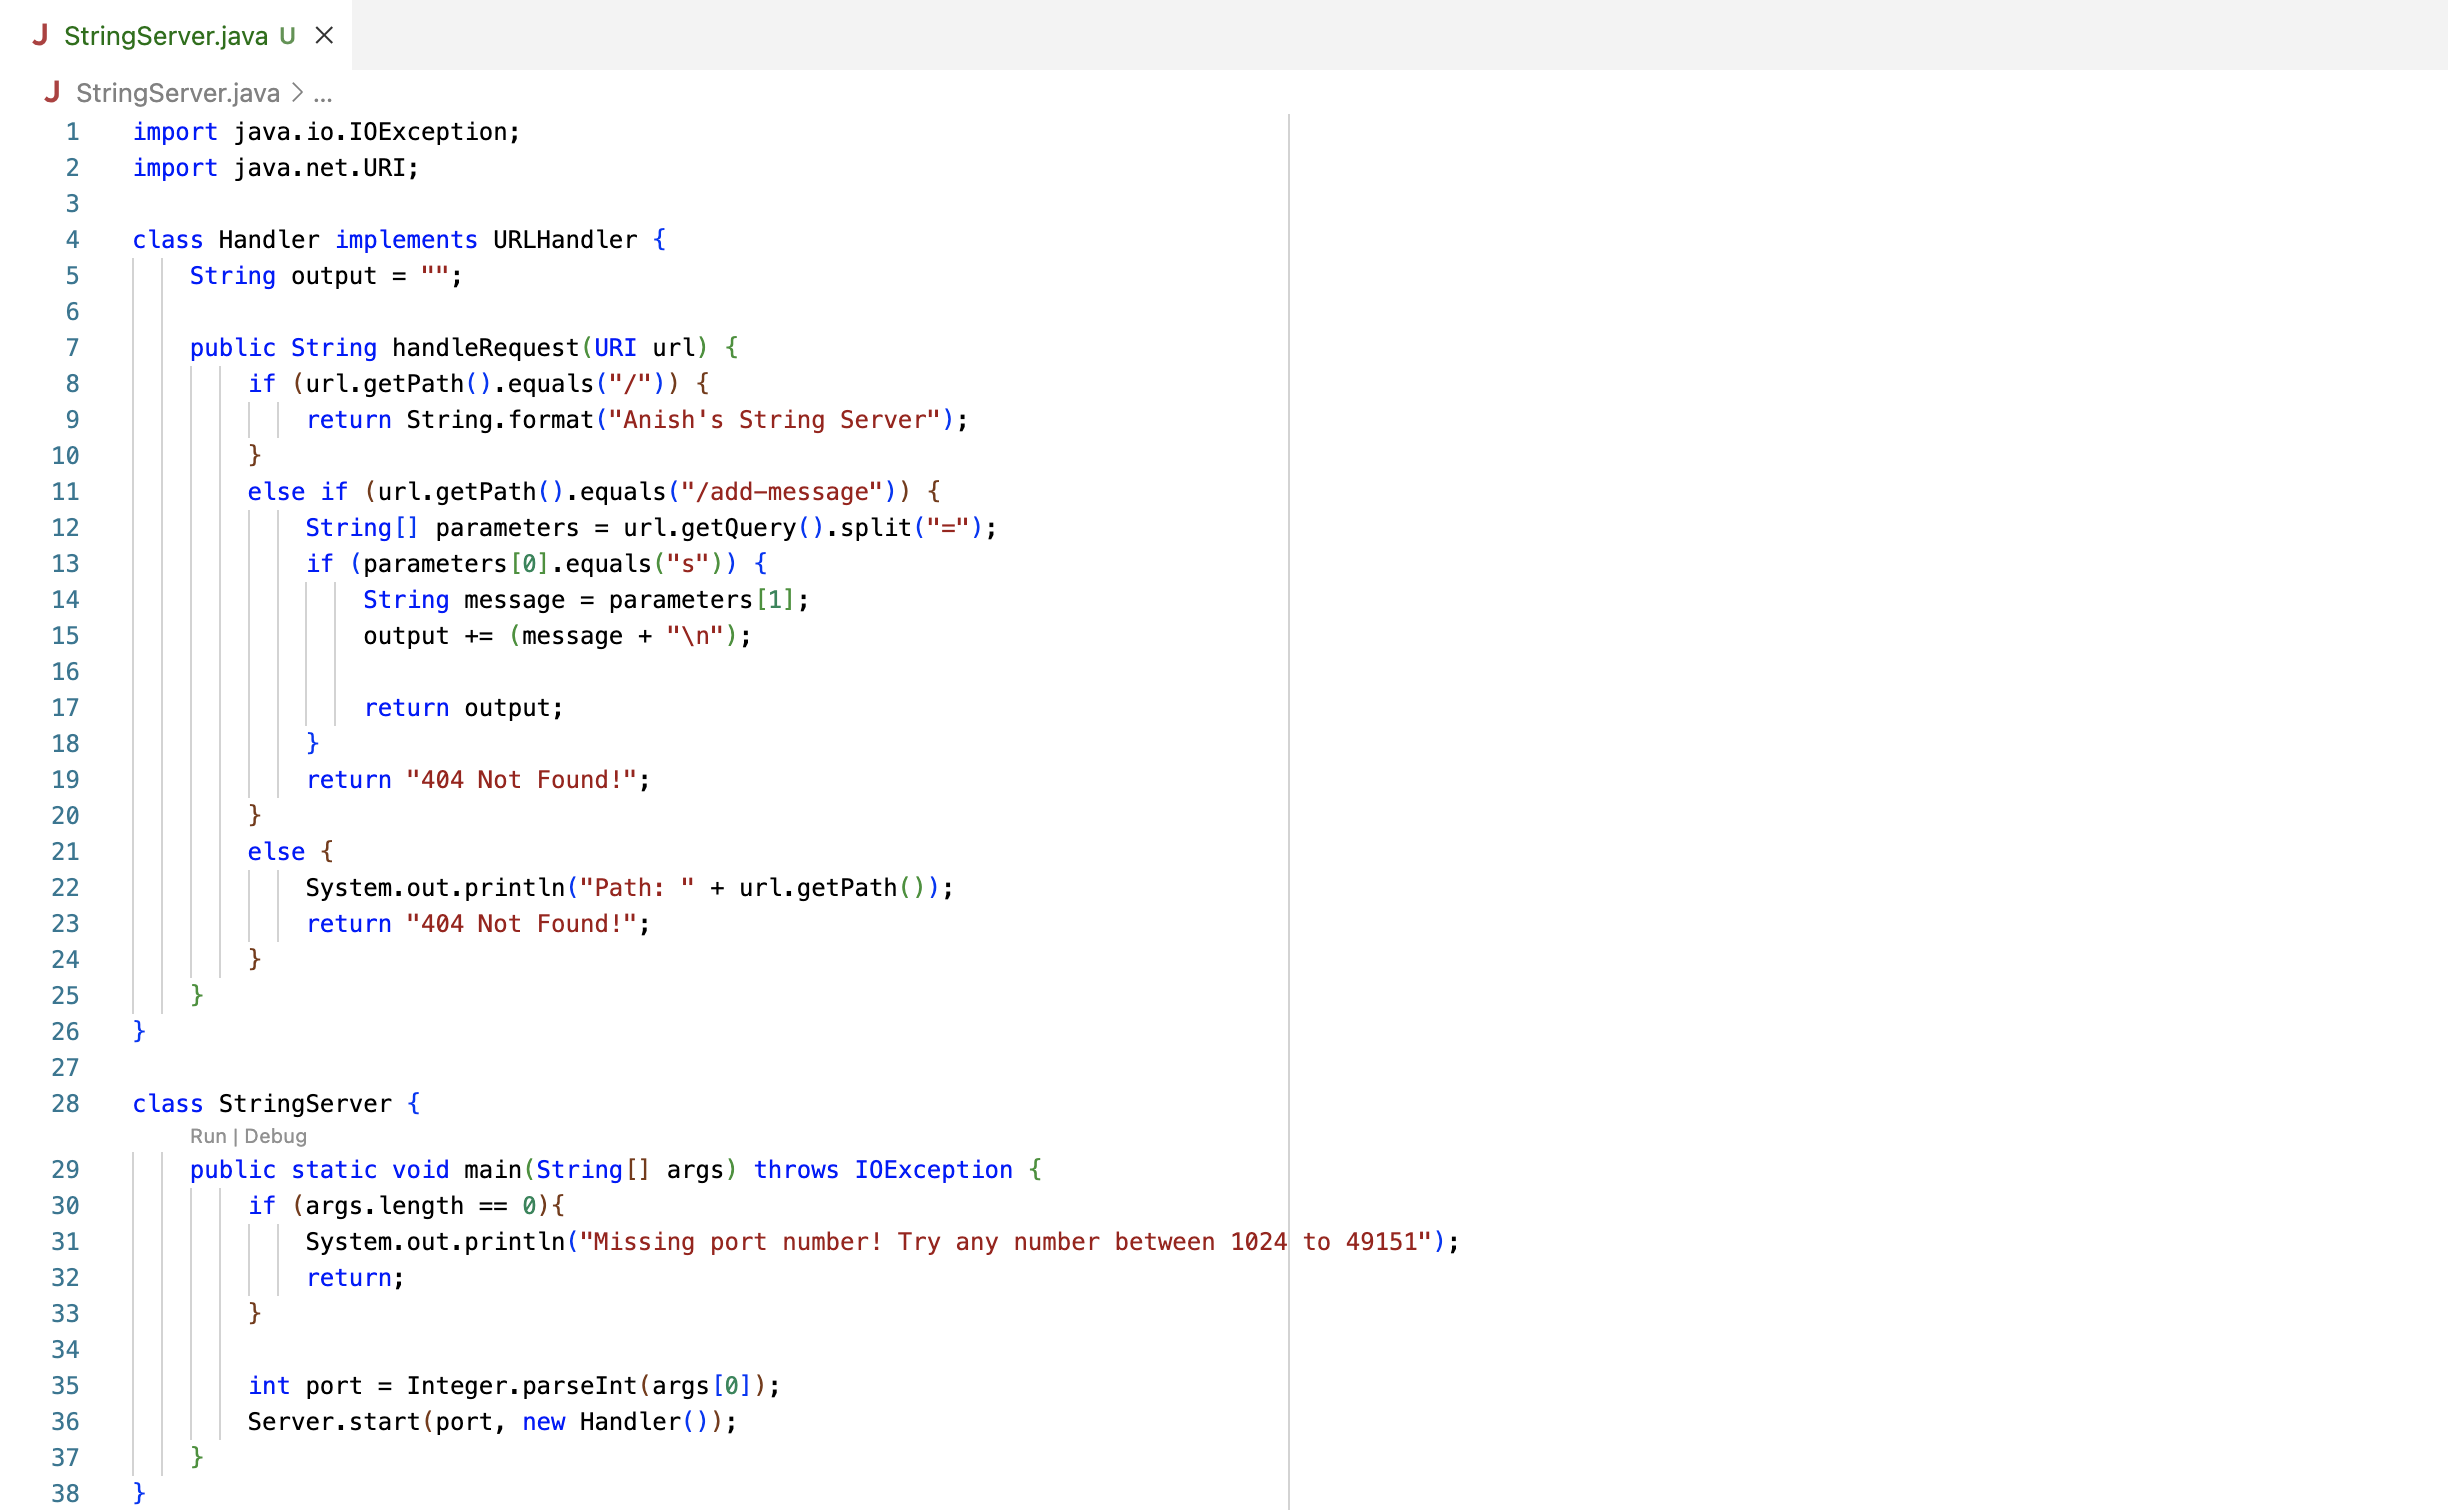 J StringServer.java U ×
J StringServer.java > ...
1 import java.io.IOException;
2 import java.net.URI;
3
4 class Handler implements URLHandler {
5     String output = "";
6
7     public String handleRequest(URI url) {
8         if (url.getPath().equals("/")) {
9             return String.format("Anish's String Server");
10         }
11         else if (url.getPath().equals("/add-message")) {
12             String[] parameters = url.getQuery().split("=");
13             if (parameters[0].equals("s")) {
14                 String message = parameters[1];
15                 output += (message + "\n");
16
17                 return output;
18             }
19             return "404 Not Found!";
20         }
21         else {
22             System.out.println("Path: " + url.getPath());
23             return "404 Not Found!";
24         }
25     }
26 }
27
28 class StringServer {
Run | Debug
29     public static void main(String[] args) throws IOException {
30         if (args.length == 0){
31             System.out.println("Missing port number! Try any number between 1024 to 49151");
32             return;
33         }
34
35         int port = Integer.parseInt(args[0]);
36         Server.start(port, new Handler());
37     }
38 }